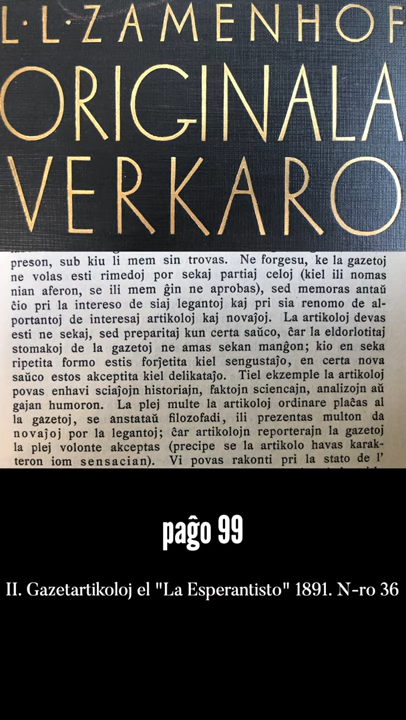 L·L·ZAMENHOF
ORIGINALA
VERKARO
preson, sub kiu li mem sin trovas. Ne forgesu, ke la gazetoj
ne volas esti rimedoj por sekaj partiaj celoj (kiel ili nomas
nian aferon, se ili mem ĝin ne aprobas), sed memoras antaŭ
ĉio pri la intereso de siaj legantoj kaj pri sia renomo de al-
portantoj de interesaj artikoloj kaj novaĵoj. La artikoloj devas
esti ne sekaj, sed preparitaj kun certa saŭco, ĉar la eldorlotitaj
stomakoj de la gazetoj ne amas sekan manĝon; kio en seka
ripetita formo estis forĵetita kiel sengustaĵo, en certa nova
saŭco estos akceptita kiel delikataĵo. Tiel ekzemple la artikoloj
povas enhavi sciaĵojn historiajn, faktojn sciencajn, analizojn aŭ
gajan humoron. La plej multe la artikoloj ordinare plaĉas al
la gazetoj, se anstataŭ filozofadi, ili prezentas multon da
novaĵoj por la legantoj; ĉar artikolojn reporterajn la gazetoj
la plej volonte akceptas (precipe se la artikolo havas karak-
teron iom sensacian). Vi povas rakonti pri la stato de l'
paĝo 99
II. Gazetartikoloj el "La Esperantisto" 1891. N-ro 36